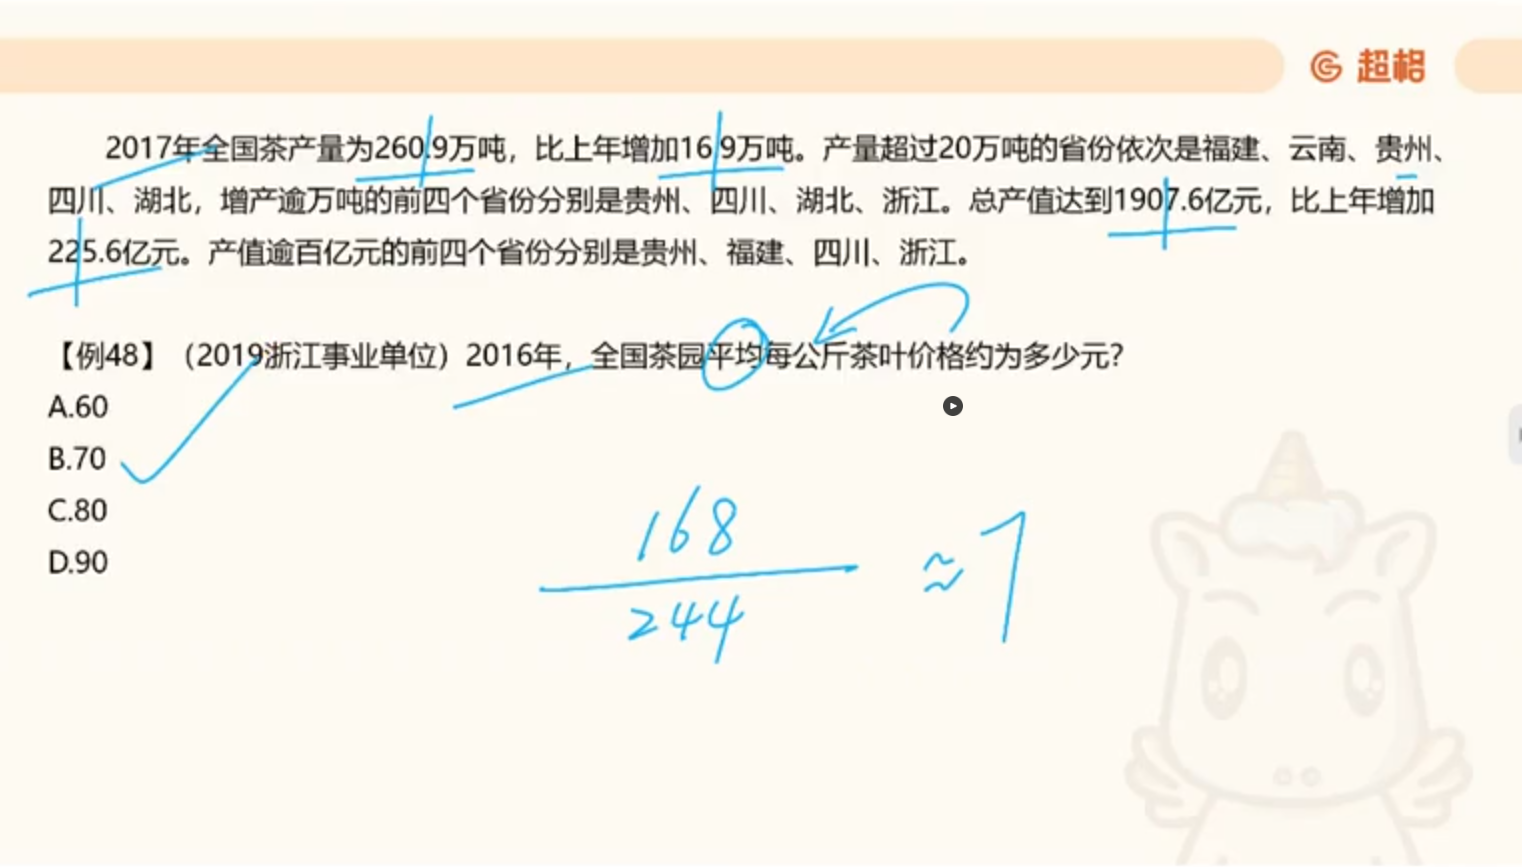 超格
2017年全国茶产量为260.9万吨，比上年增加16.9万吨。产量超过20万吨的省份依次是福建、云南、贵州、
四川、湖北，增产逾万吨的前四个省份分别是贵州、四川、湖北、浙江。总产值达到1907.6亿元，比上年增加
225.6亿元。产值逾百亿元的前四个省份分别是贵州、福建、四川、浙江。
【例48】（2019浙江事业单位）2016年，全国茶园平均每公斤茶叶价格约为多少元？
A.60
B.70
C.80
D.90
168
244
≈7